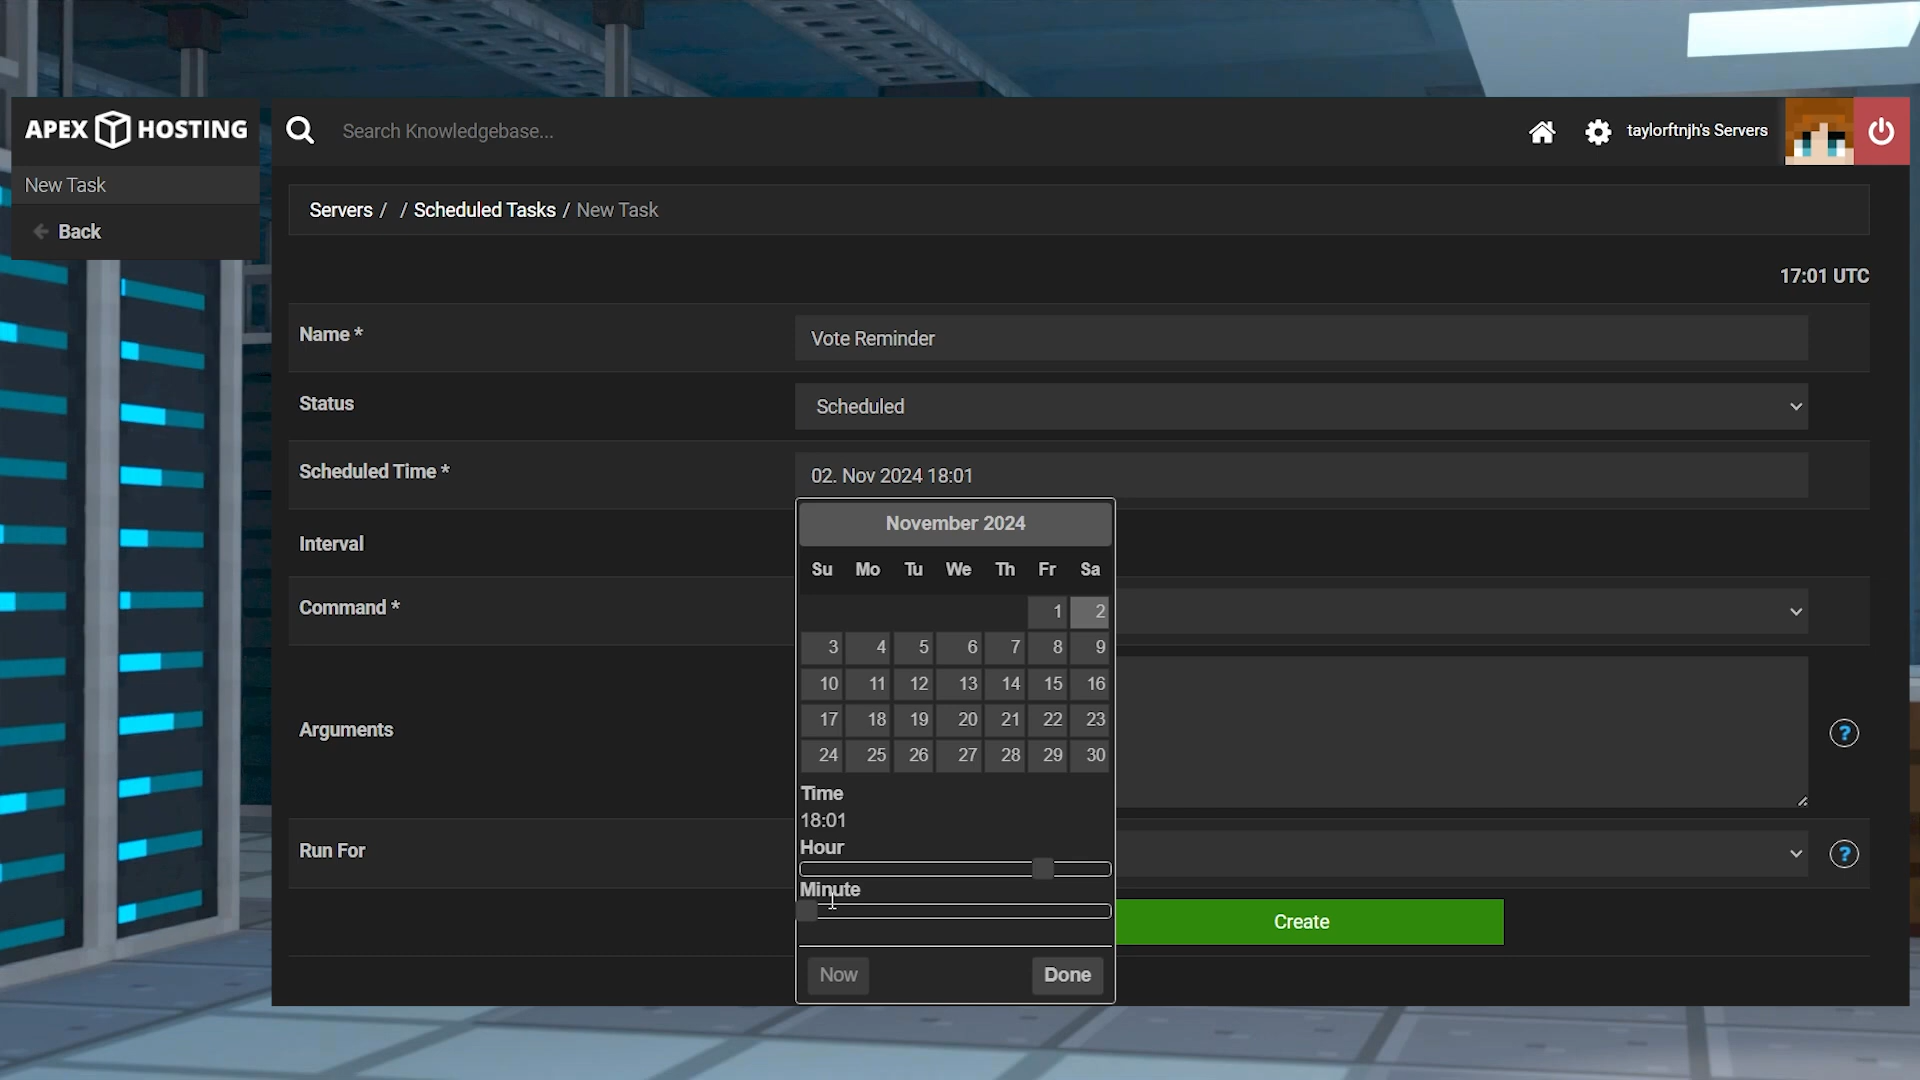 APEX HOSTING
Search Knowledgebase...
taylorftnjh's Servers
New Task
Back
Servers / / Scheduled Tasks / New Task
17:01 UTC
Name *
Vote Reminder
Status
Scheduled
Scheduled Time *
02. Nov 2024 18:01
Interval
Command *
Arguments
?
Run For
?
November 2024
Su Mo Tu We Th Fr Sa
1 2
3 4 5 6 7 8 9
10 11 12 13 14 15 16
17 18 19 20 21 22 23
24 25 26 27 28 29 30
Time
18:01
Hour
Minute
Now
Done
Create